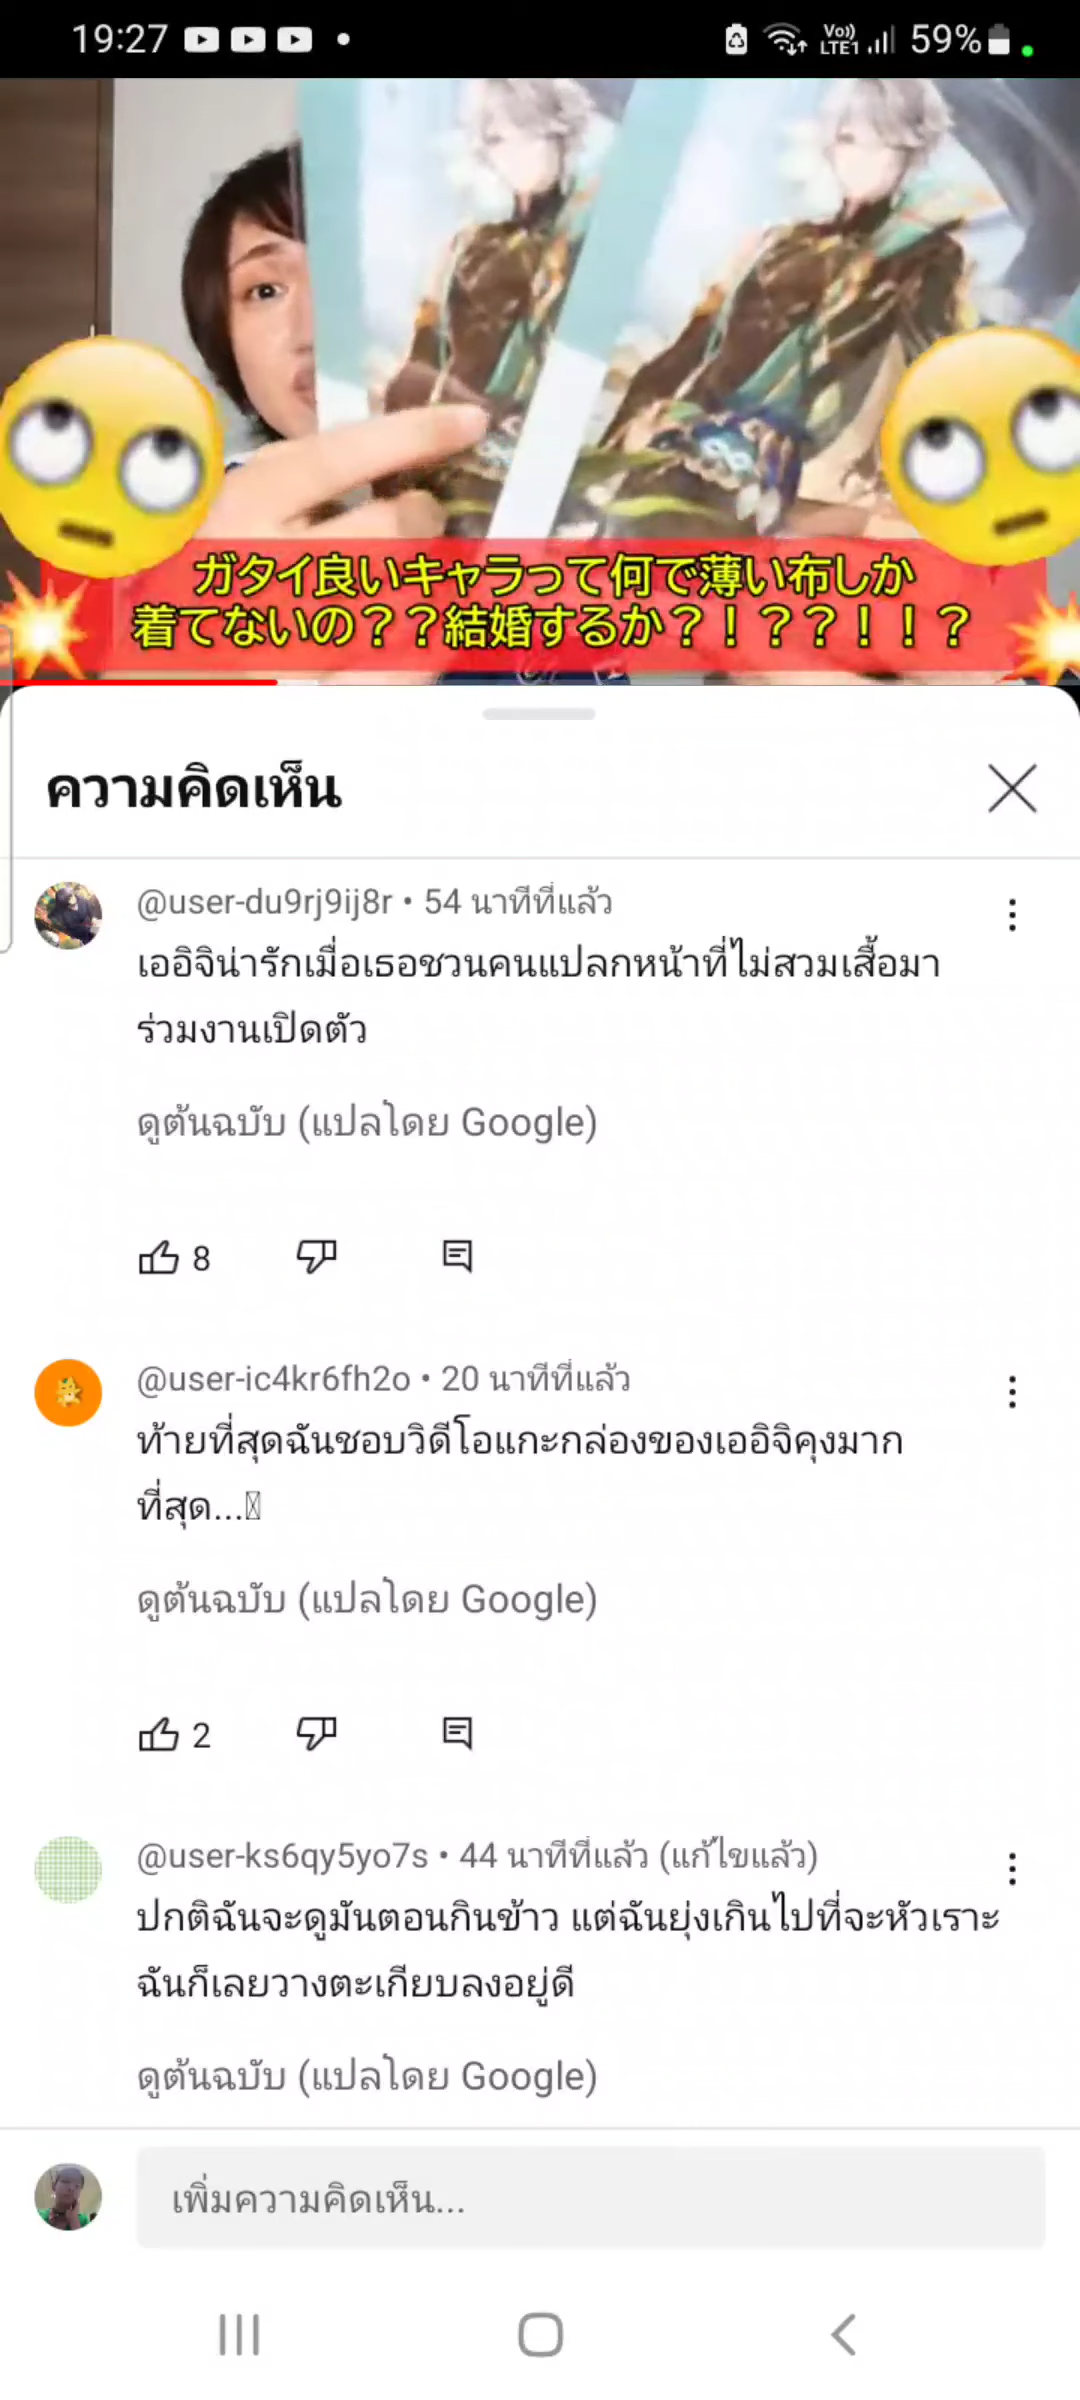 19:27
Vo)) LTE1 59%
ガタイ良いキャラって何で薄い布しか
着てないの？？結婚するか？！？？！！？
ความคิดเห็น
@user-du9rj9ij8r • 54 นาทีที่แล้ว
เออิจิน่ารักเมื่อเธอชวนคนแปลกหน้าที่ไม่สวมเสื้อมา
ร่วมงานเปิดตัว
ดูต้นฉบับ (แปลโดย Google)
8
@user-ic4kr6fh2o • 20 นาทีที่แล้ว
ท้ายที่สุดฉันชอบวิดีโอแกะกล่องของเออิจิคุงมาก
ที่สุด...
ดูต้นฉบับ (แปลโดย Google)
2
@user-ks6qy5yo7s • 44 นาทีที่แล้ว (แก้ไขแล้ว)
ปกติฉันจะดูมันตอนกินข้าว แต่ฉันยุ่งเกินไปที่จะหัวเราะ
ฉันก็เลยวางตะเกียบลงอยู่ดี
ดูต้นฉบับ (แปลโดย Google)
เพิ่มความคิดเห็น...